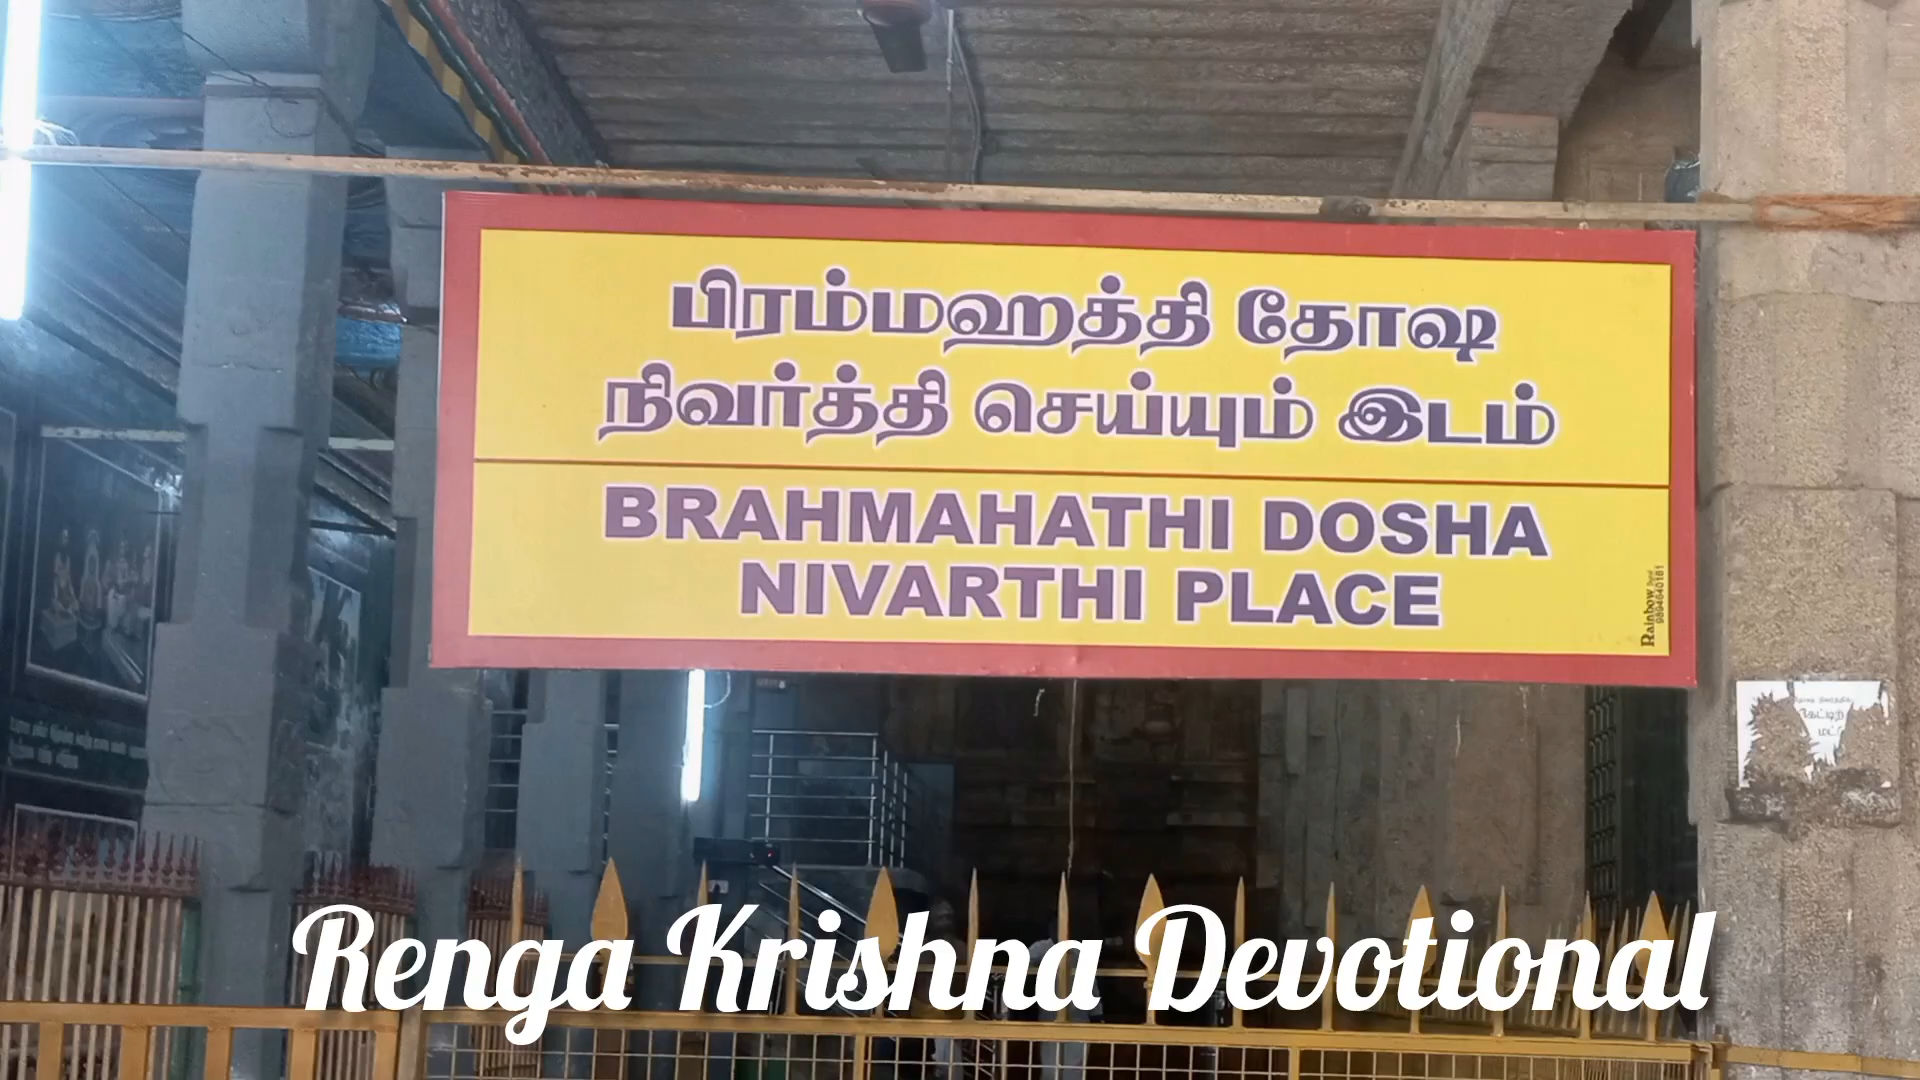 பிரம்மஹத்தி தோஷ
நிவர்த்தி செய்யும் இடம்
BRAHMAHATHI DOSHA
NIVARTHI PLACE
Rainbow
Renga Krishna Devotional